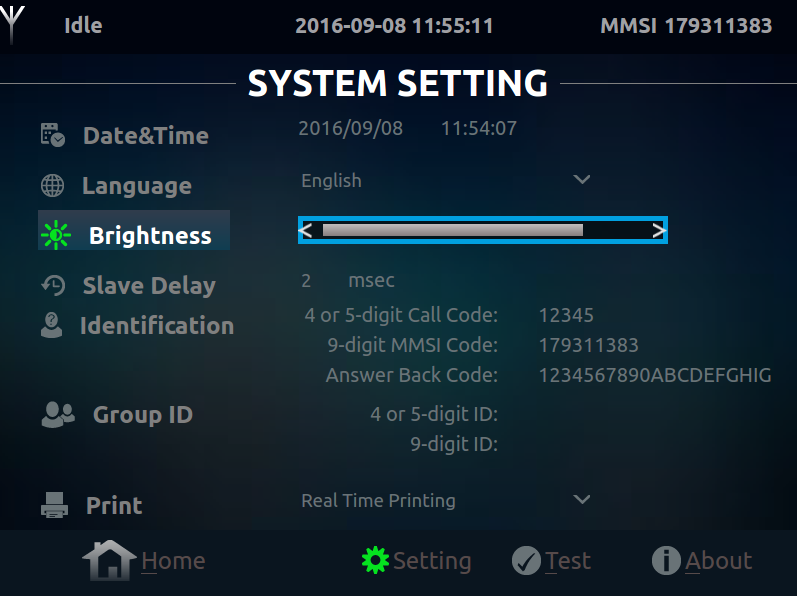 Idle 2016-09-08 11:55:11 MMSI 179311383
SYSTEM SETTING
Date&Time 2016/09/08 11:54:07
Language English
Brightness < >
Slave Delay 2 msec
Identification 4 or 5-digit Call Code: 12345
9-digit MMSI Code: 179311383
Answer Back Code: 1234567890ABCDEFGHIG
Group ID 4 or 5-digit ID:
9-digit ID:
Print Real Time Printing
Home Setting Test About